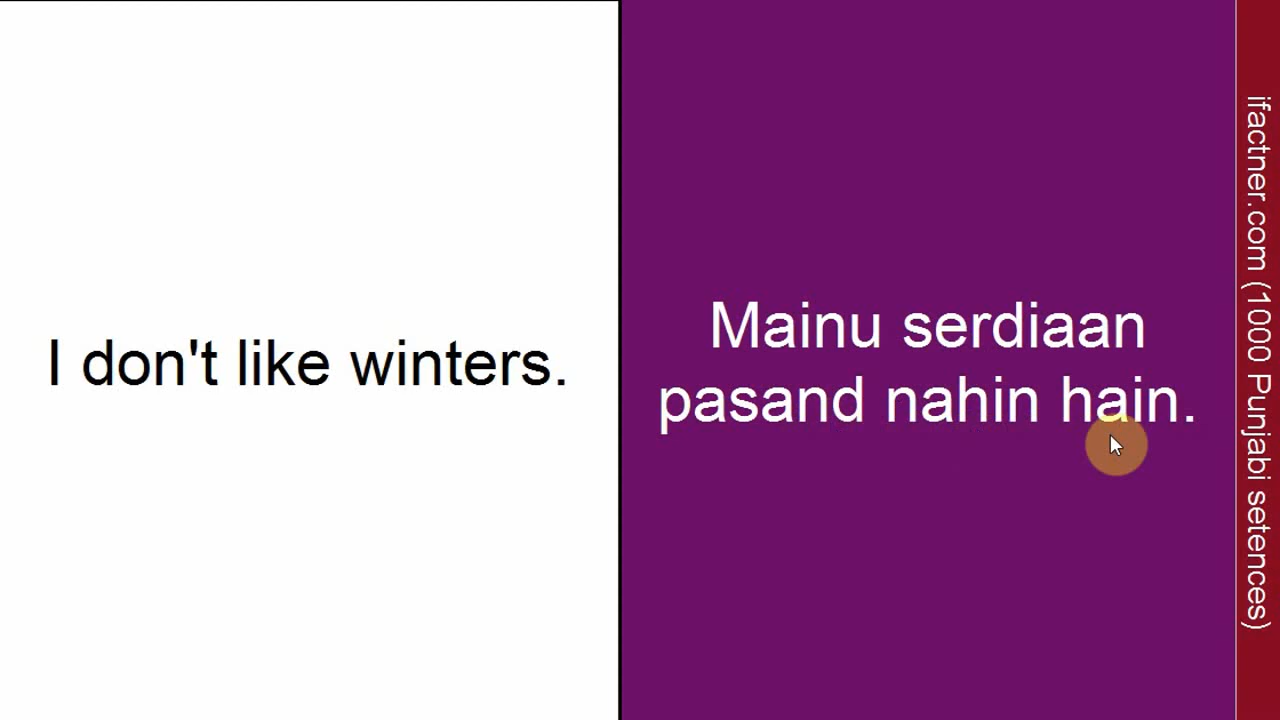 I don't like winters.
Mainu serdiaan
pasand nahin hain.
ifactner.com (1000 Punjabi setences)